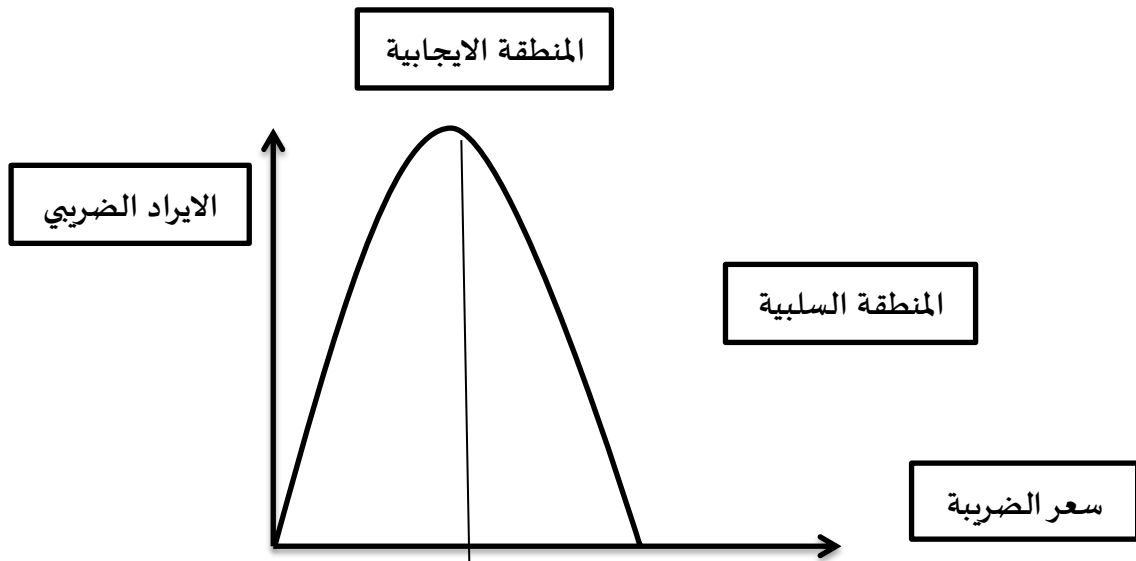 المنطقة الايجابية
الايراد الضريبي
المنطقة السلبية
سعر الضريبة